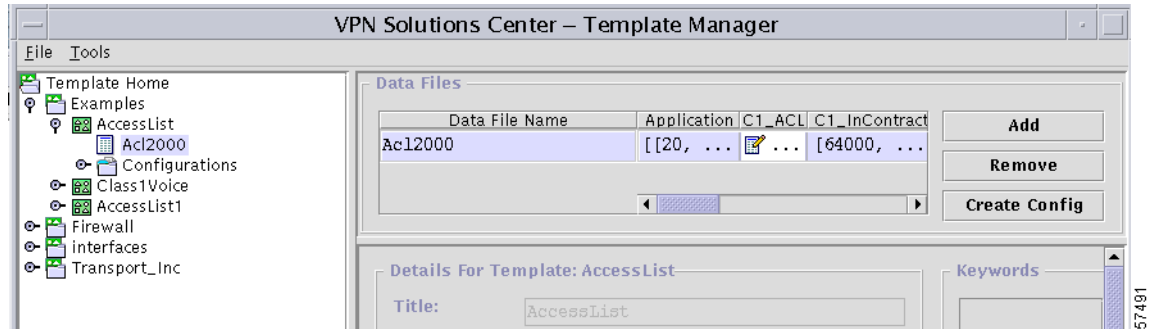 VPN Solutions Center – Template Manager
File Tools
Template Home
Examples
AccessList
Acl2000
Configurations
Class1Voice
AccessList1
Firewall
interfaces
Transport_Inc
Data Files
Data File Name Application C1_ACL C1_InContract
Acl2000 [[20, ... ... [64000, ...
Add
Remove
Create Config
Details For Template: AccessList
Title: AccessList
Keywords
57491